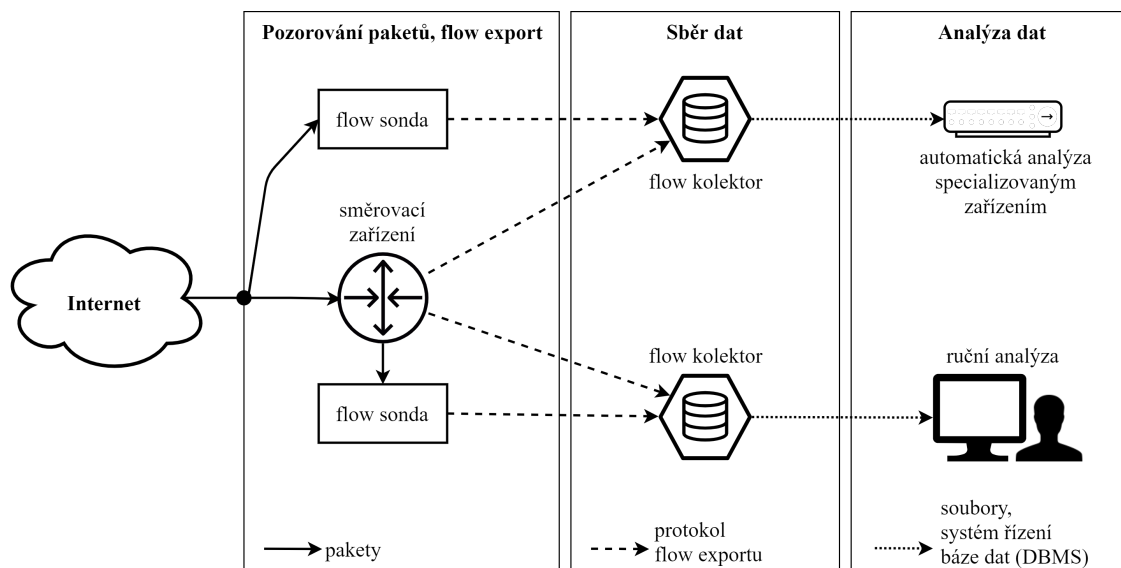 Pozorování paketů, flow export
Sběr dat
Analýza dat
flow sonda
flow kolektor
automatická analýza
specializovaným
zařízením
směrovací
zařízení
Internet
flow kolektor
ruční analýza
flow sonda
pakety
protokol
flow exportu
soubory,
systém řízení
báze dat (DBMS)